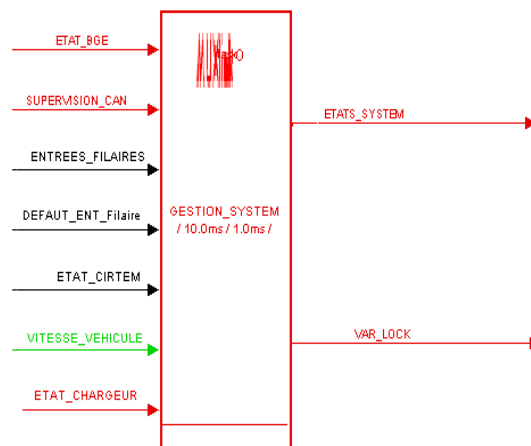 ETAT_BGE
SUPERVISION_CAN
ETATS_SYSTEM
ENTREES_FILAIRES
DEFAUT_ENT_Filaire
GESTION_SYSTEM
/ 10.0ms / 1.0ms /
ETAT_CIRTEM
VITESSE_VEHICULE
VAR_LOCK
ETAT_CHARGEUR